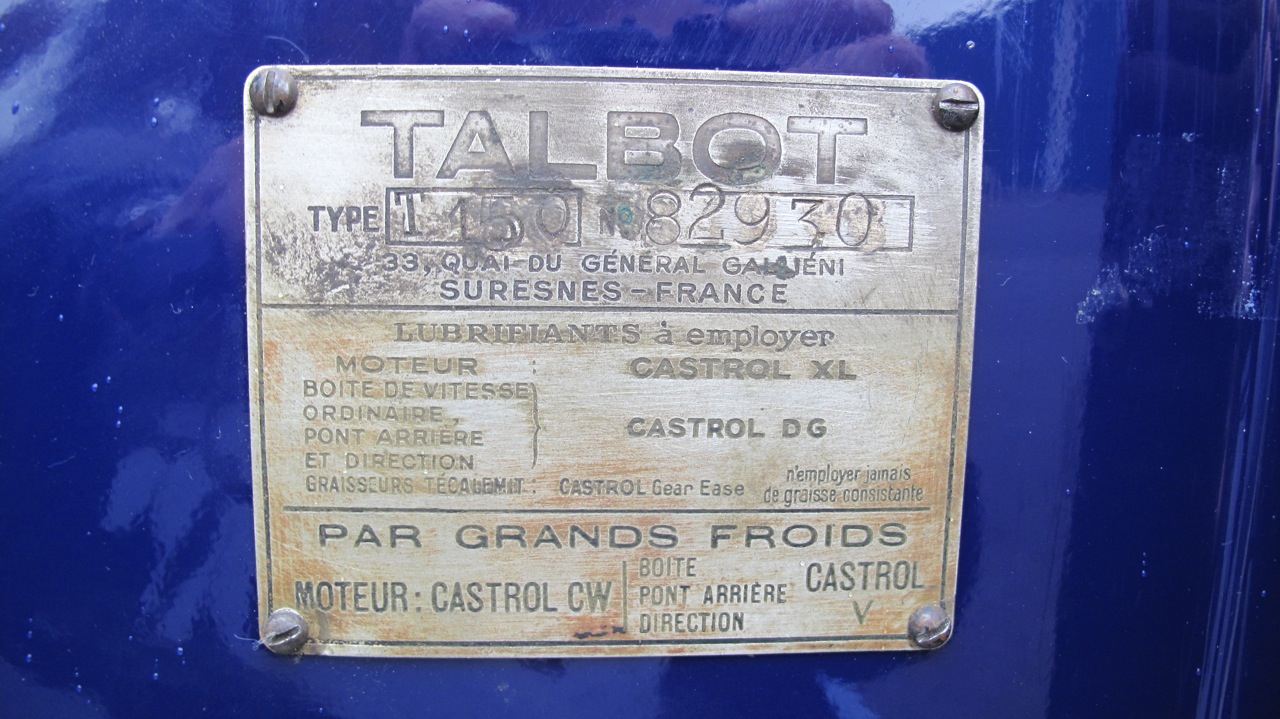 TALBOT
TYPE T 150 No 82930
33, QUAI-DU GÉNÉRAL GALLIÉNI
SURESNES-FRANCE
LUBRIFIANTS à employer
MOTEUR : CASTROL XL
BOITE DE VITESSE
ORDINAIRE,
PONT ARRIÈRE
ET DIRECTION
CASTROL DG
GRAISSEURS TÉCALEMIT : CASTROL Gear Ease
n'employer jamais
de graisse consistante
PAR GRANDS FROIDS
MOTEUR: CASTROL CW
BOITE
PONT ARRIÈRE
DIRECTION
CASTROL
V